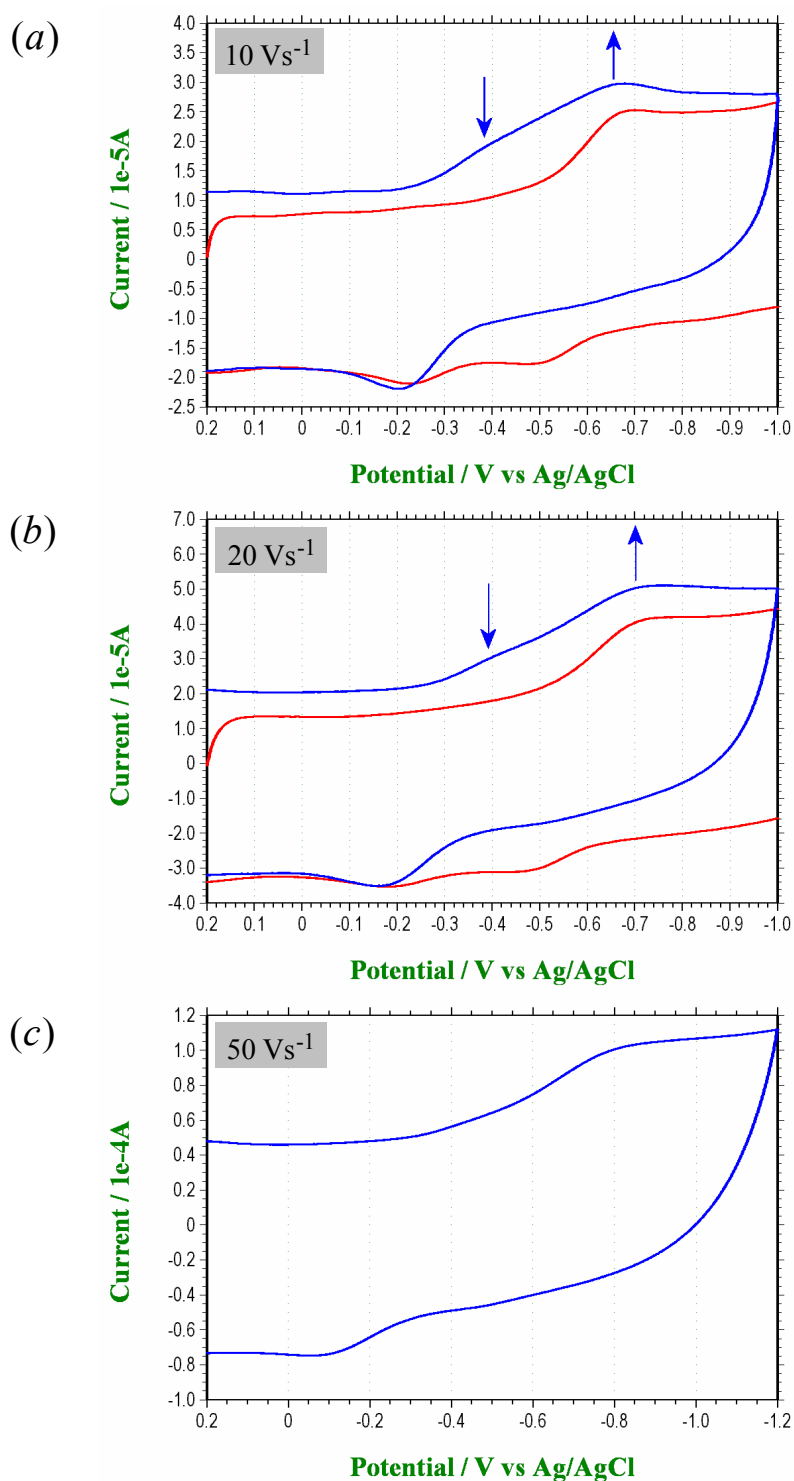 (a)
10 Vs⁻¹
Current / 1e-5A
4.0
3.5
3.0
2.5
2.0
1.5
1.0
0.5
0
-0.5
-1.0
-1.5
-2.0
-2.5
0.2 0.1 0 -0.1 -0.2 -0.3 -0.4 -0.5 -0.6 -0.7 -0.8 -0.9 -1.0
Potential / V vs Ag/AgCl
(b)
20 Vs⁻¹
Current / 1e-5A
7.0
6.0
5.0
4.0
3.0
2.0
1.0
0
-1.0
-2.0
-3.0
-4.0
0.2 0.1 0 -0.1 -0.2 -0.3 -0.4 -0.5 -0.6 -0.7 -0.8 -0.9 -1.0
Potential / V vs Ag/AgCl
(c)
50 Vs⁻¹
Current / 1e-4A
1.2
1.0
0.8
0.6
0.4
0.2
0
-0.2
-0.4
-0.6
-0.8
-1.0
0.2 0 -0.2 -0.4 -0.6 -0.8 -1.0 -1.2
Potential / V vs Ag/AgCl